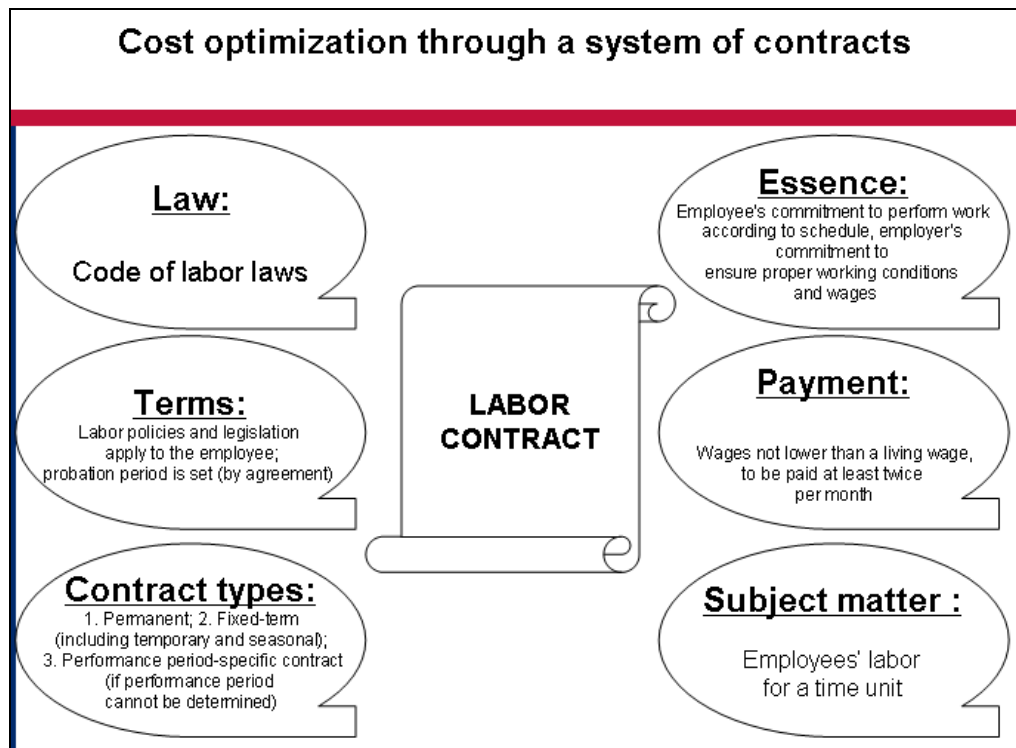 Cost optimization through a system of contracts
Law:
Code of labor laws
Terms:
Labor policies and legislation
apply to the employee;
probation period is set (by agreement)
Contract types:
1. Permanent; 2. Fixed-term
(including temporary and seasonal);
3. Performance period-specific contract
(if performance period
cannot be determined)
LABOR
CONTRACT
Essence:
Employee's commitment to perform work
according to schedule, employer's
commitment to
ensure proper working conditions
and wages
Payment:
Wages not lower than a living wage,
to be paid at least twice
per month
Subject matter :
Employees' labor
for a time unit